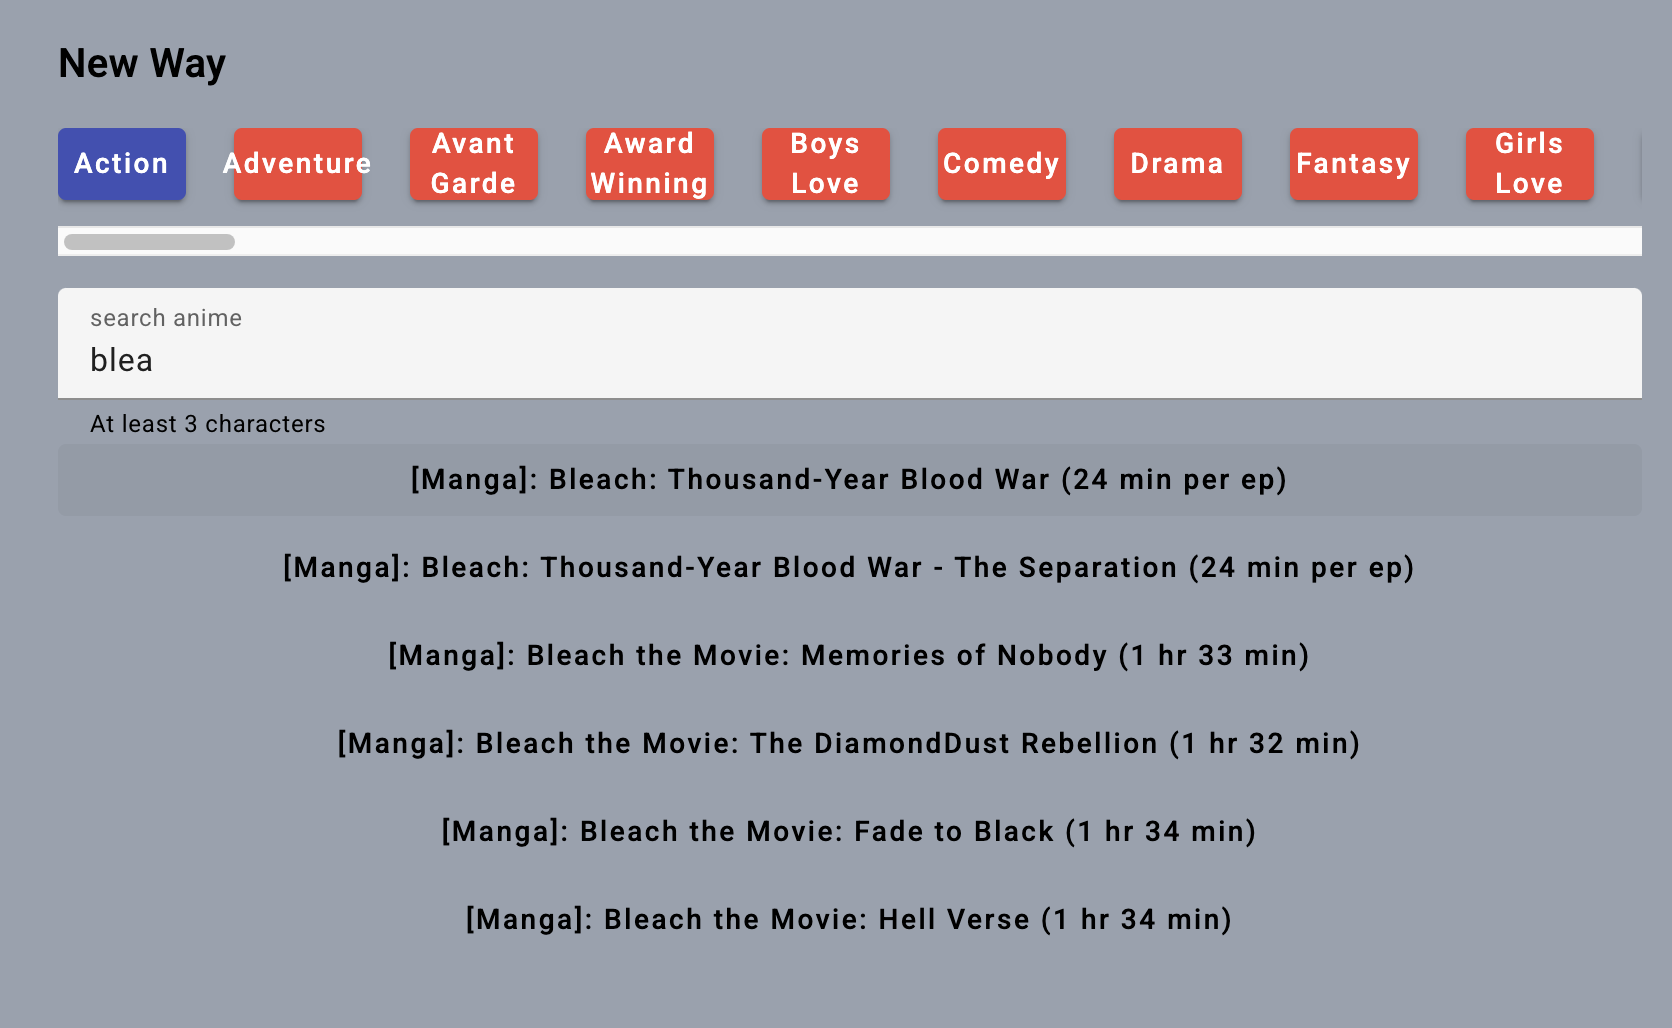 New Way
Action
Adventure
Avant
Garde
Award
Winning
Boys
Love
Comedy
Drama
Fantasy
Girls
Love
search anime
blea
At least 3 characters
[Manga]: Bleach: Thousand-Year Blood War (24 min per ep)
[Manga]: Bleach: Thousand-Year Blood War - The Separation (24 min per ep)
[Manga]: Bleach the Movie: Memories of Nobody (1 hr 33 min)
[Manga]: Bleach the Movie: The DiamondDust Rebellion (1 hr 32 min)
[Manga]: Bleach the Movie: Fade to Black (1 hr 34 min)
[Manga]: Bleach the Movie: Hell Verse (1 hr 34 min)